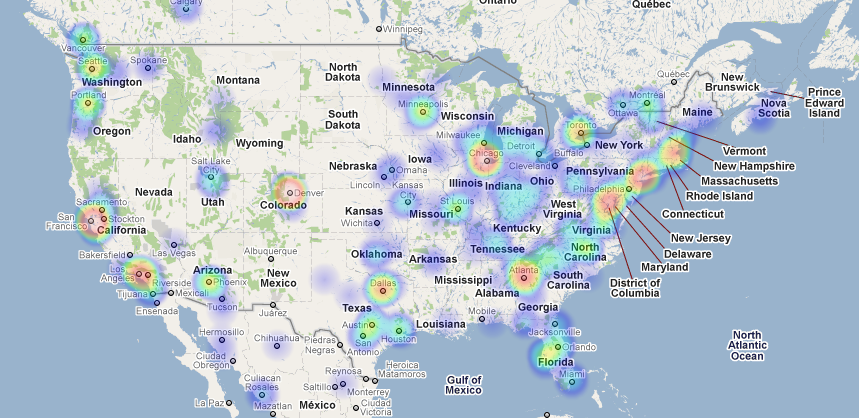 Ontario
Québec
Calgary
Winnipeg
Vancouver
Seattle
Spokane
Washington
Montana
North
Dakota
Minnesota
Québec
New
Brunswick
Prince
Edward
Island
Montréal
Ottawa
Nova
Scotia
Maine
Portland
Oregon
Minneapolis
Wisconsin
Toronto
South
Dakota
Idaho
Wyoming
Milwaukee
Michigan
Detroit
Buffalo
New York
Vermont
New Hampshire
Massachusetts
Rhode Island
Connecticut
New Jersey
Delaware
Maryland
District of
Columbia
Salt Lake
City
Nebraska
Iowa
Omaha
Lincoln
Chicago
Cleveland
Pennsylvania
Philadelphia
Nevada
Utah
Denver
Colorado
Illinois
Indiana
Ohio
Sacramento
San
Francisco
Stockton
California
Kansas
Kansas
City
Missouri
St Louis
West
Virginia
Virginia
Kentucky
Wichita
Las Vegas
Bakersfield
Los
Angeles
Riverside
Tijuana
Mexicali
Ensenada
Arizona
Phoenix
Tucson
Albuquerque
New
Mexico
Oklahoma
Arkansas
Tennessee
North
Carolina
South
Carolina
Atlanta
Mississippi
Alabama
Georgia
Dallas
Texas
Juárez
Austin
San
Antonio
Houston
Louisiana
Mobile
Jacksonville
Orlando
Florida
Miami
North
Atlantic
Ocean
Gulf of
Mexico
Hermosillo
Chihuahua
Piedras
Negras
Ciudad
Obregon
Heroica
Matamoros
Reynosa
Culiacan
Rosales
Saltillo
Monterrey
La Paz
Mazatlan
México
Ciudad
Victoria